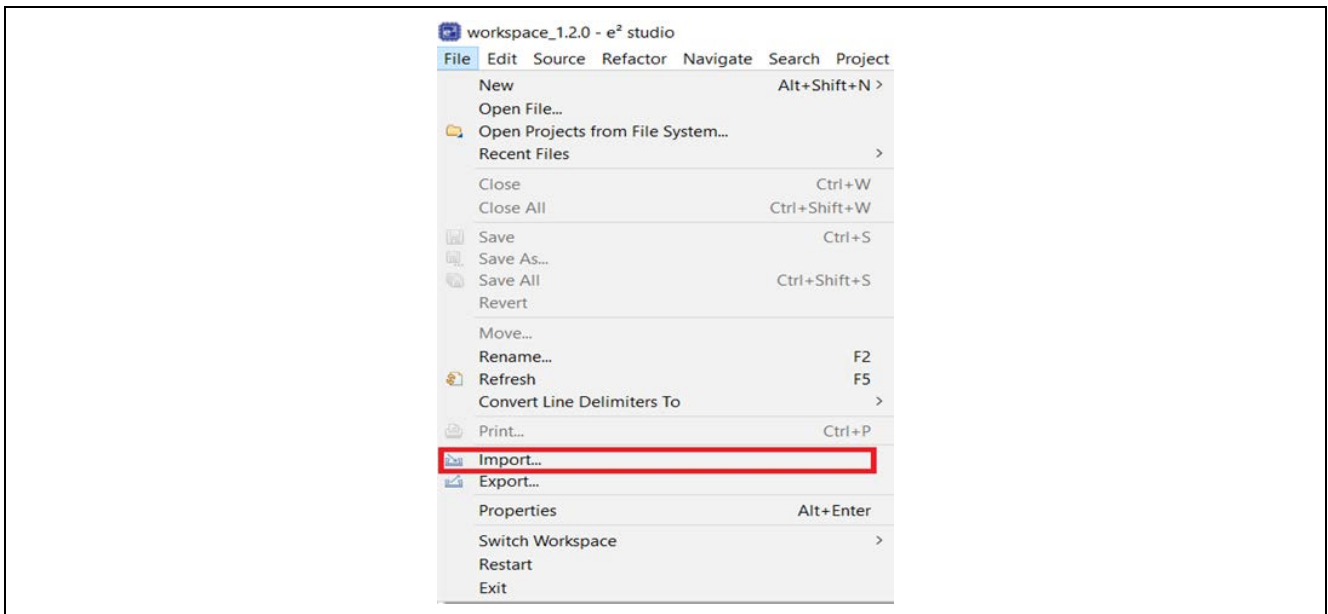 workspace_1.2.0 - e² studio
File Edit Source Refactor Navigate Search Project
New Alt+Shift+N >
Open File...
Open Projects from File System...
Recent Files >
Close Ctrl+W
Close All Ctrl+Shift+W
Save Ctrl+S
Save As...
Save All Ctrl+Shift+S
Revert
Move...
Rename... F2
Refresh F5
Convert Line Delimiters To >
Print... Ctrl+P
Import...
Export...
Properties Alt+Enter
Switch Workspace >
Restart
Exit